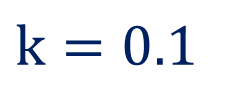 k = 0.1